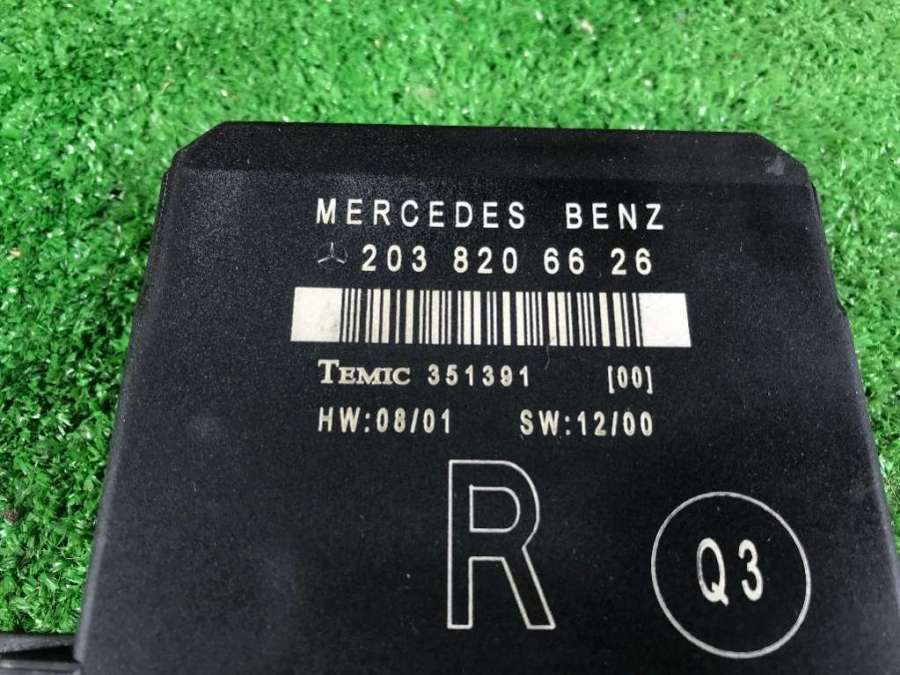 MERCEDES BENZ
203 820 66 26
TEMIC 351391 [00]
HW:08/01 SW:12/00
R
Q3